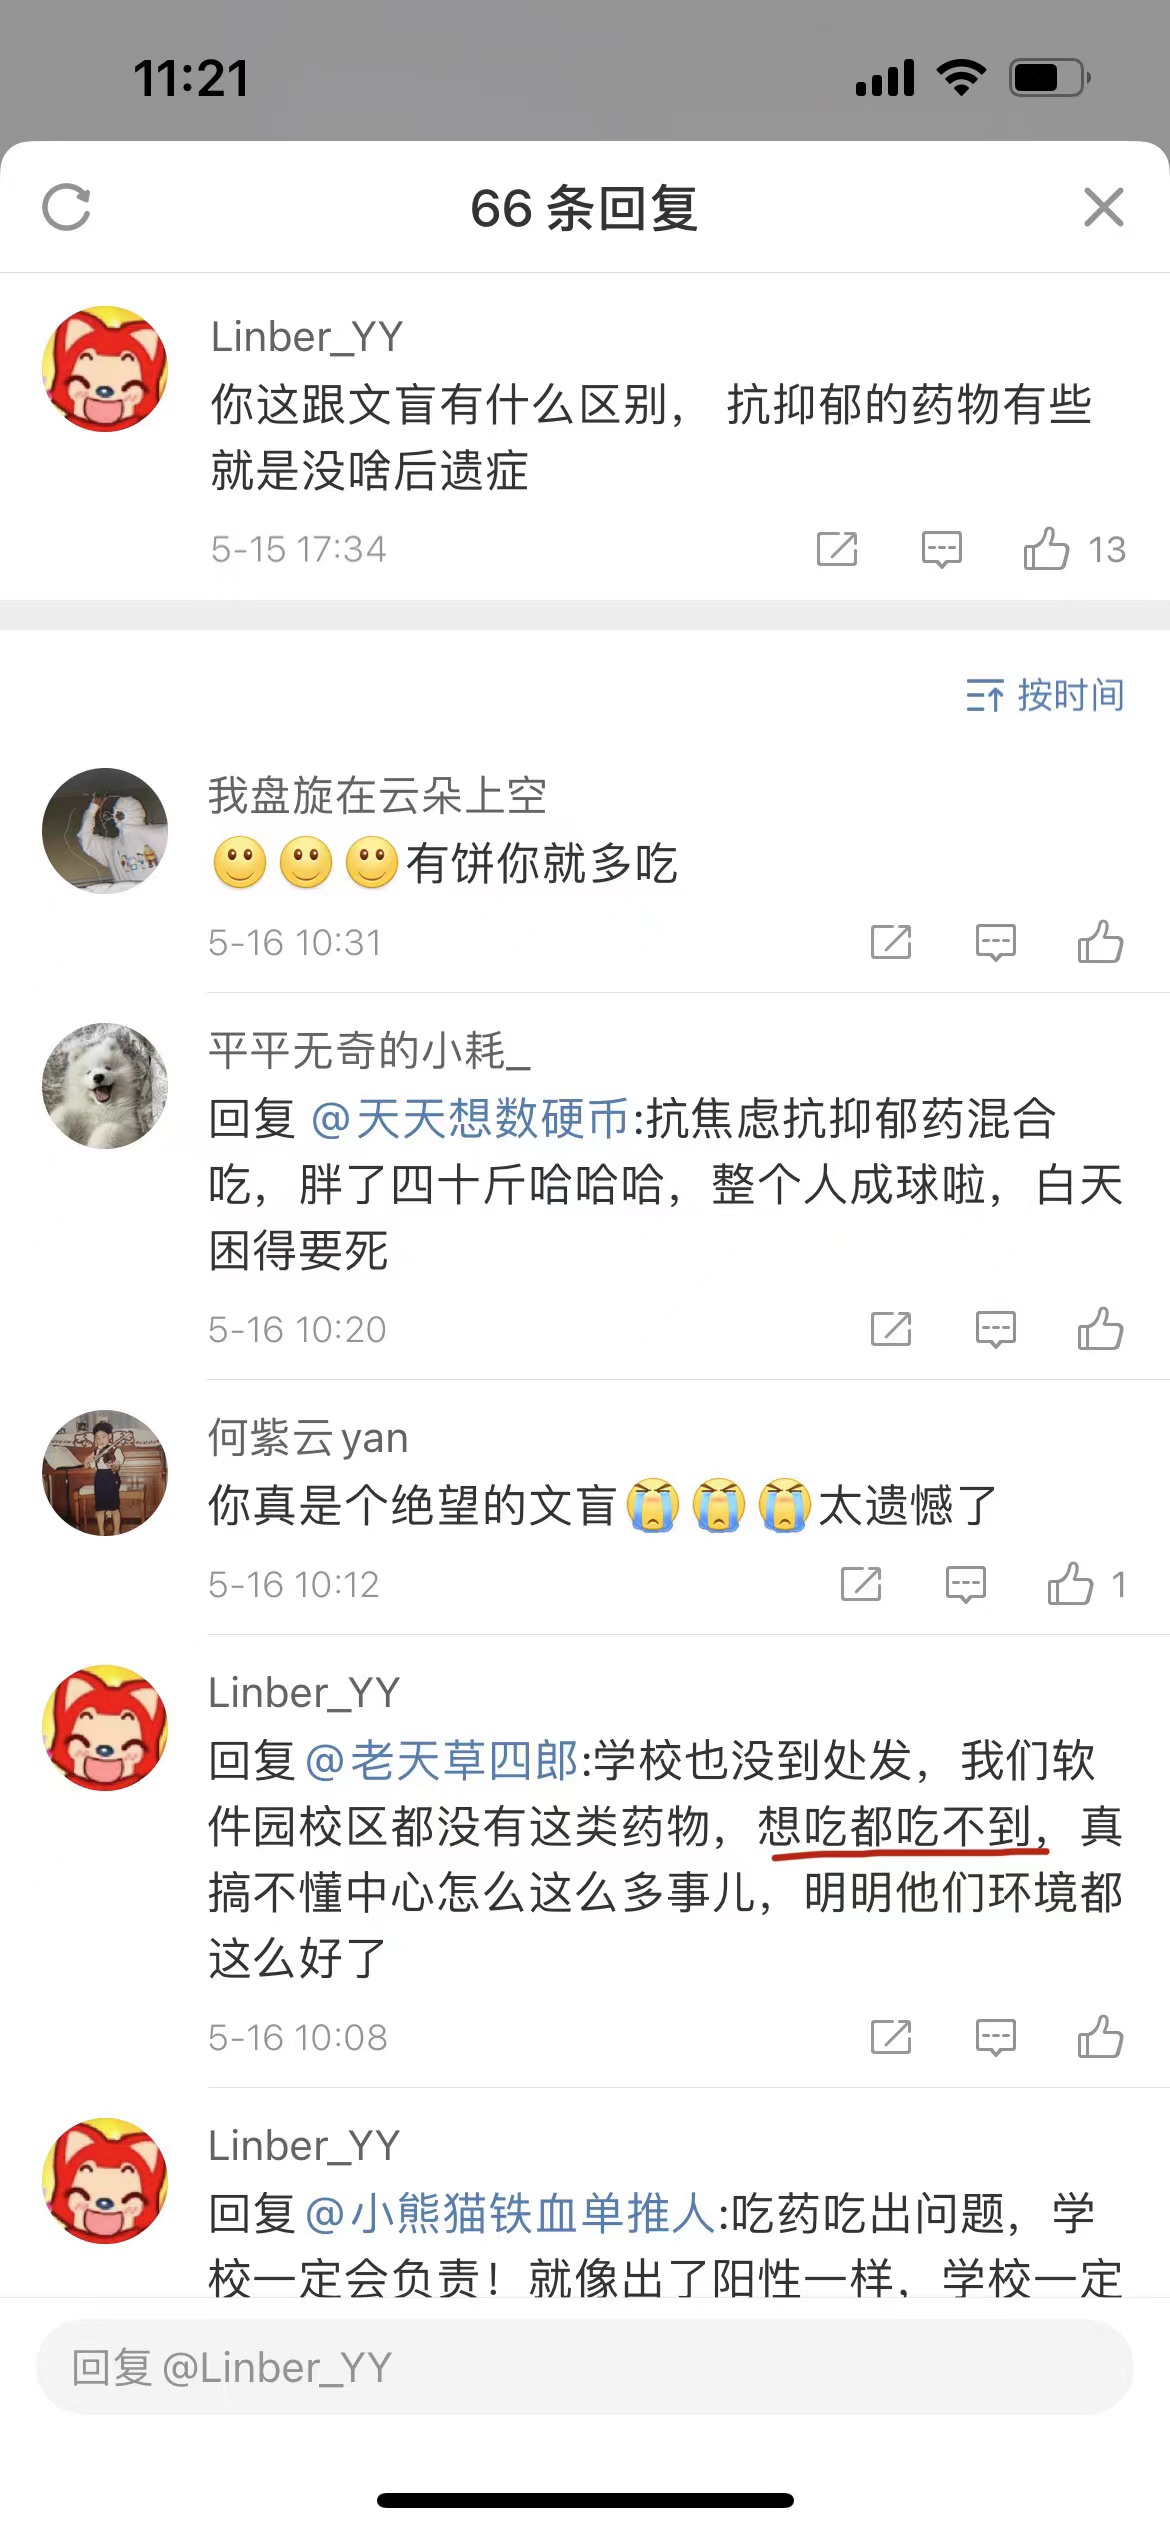 11:21
66 条回复
Linber_YY
你这跟文盲有什么区别， 抗抑郁的药物有些
就是没啥后遗症
5-15 17:34
13
按时间
我盘旋在云朵上空
有饼你就多吃
5-16 10:31
平平无奇的小耗_
回复 @天天想数硬币:抗焦虑抗抑郁药混合
吃，胖了四十斤哈哈哈，整个人成球啦，白天
困得要死
5-16 10:20
何紫云yan
你真是个绝望的文盲太遗憾了
5-16 10:12
1
Linber_YY
回复 @老天草四郎:学校也没到处发，我们软
件园校区都没有这类药物，想吃都吃不到，真
搞不懂中心怎么这么多事儿，明明他们环境都
这么好了
5-16 10:08
Linber_YY
回复 @小熊猫铁血单推人:吃药吃出问题，学
校一定会负责！就像出了阳性一样，学校一定
回复 @Linber_YY